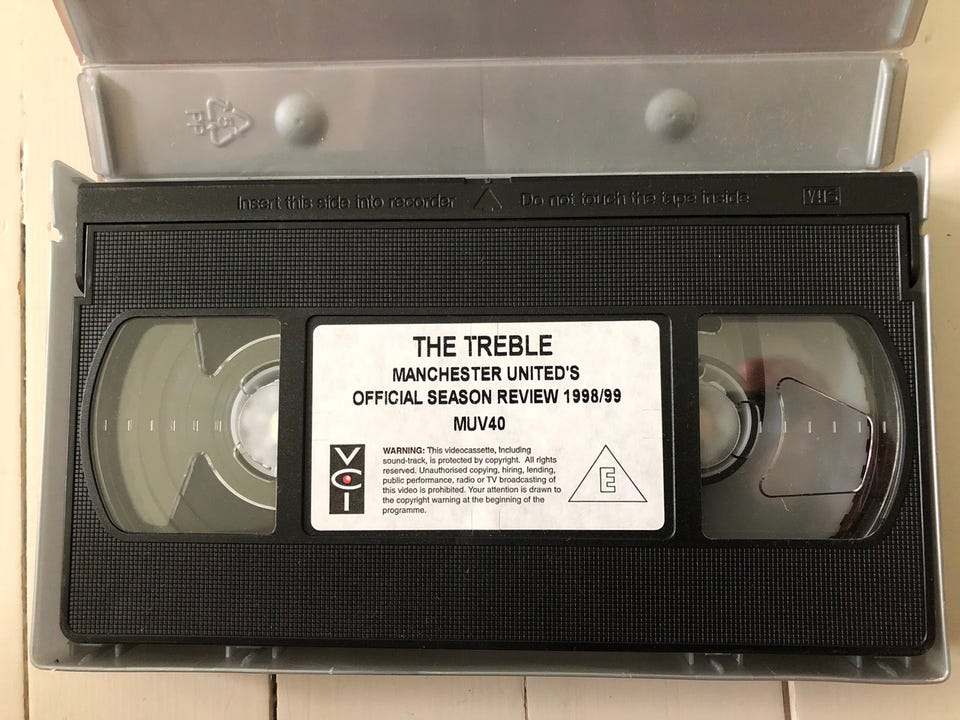 5
PP
Insert this side into recorder
Do not touch the tape inside
VHS
THE TREBLE
MANCHESTER UNITED'S
OFFICIAL SEASON REVIEW 1998/99
MUV40
VCI
WARNING: This videocassette, Including
sound-track, is protected by copyright. All rights
reserved. Unauthorised copying, hiring, lending,
public performance, radio or TV broadcasting of
this video is prohibited. Your attention is drawn to
the copyright warning at the beginning of the
programme.
E